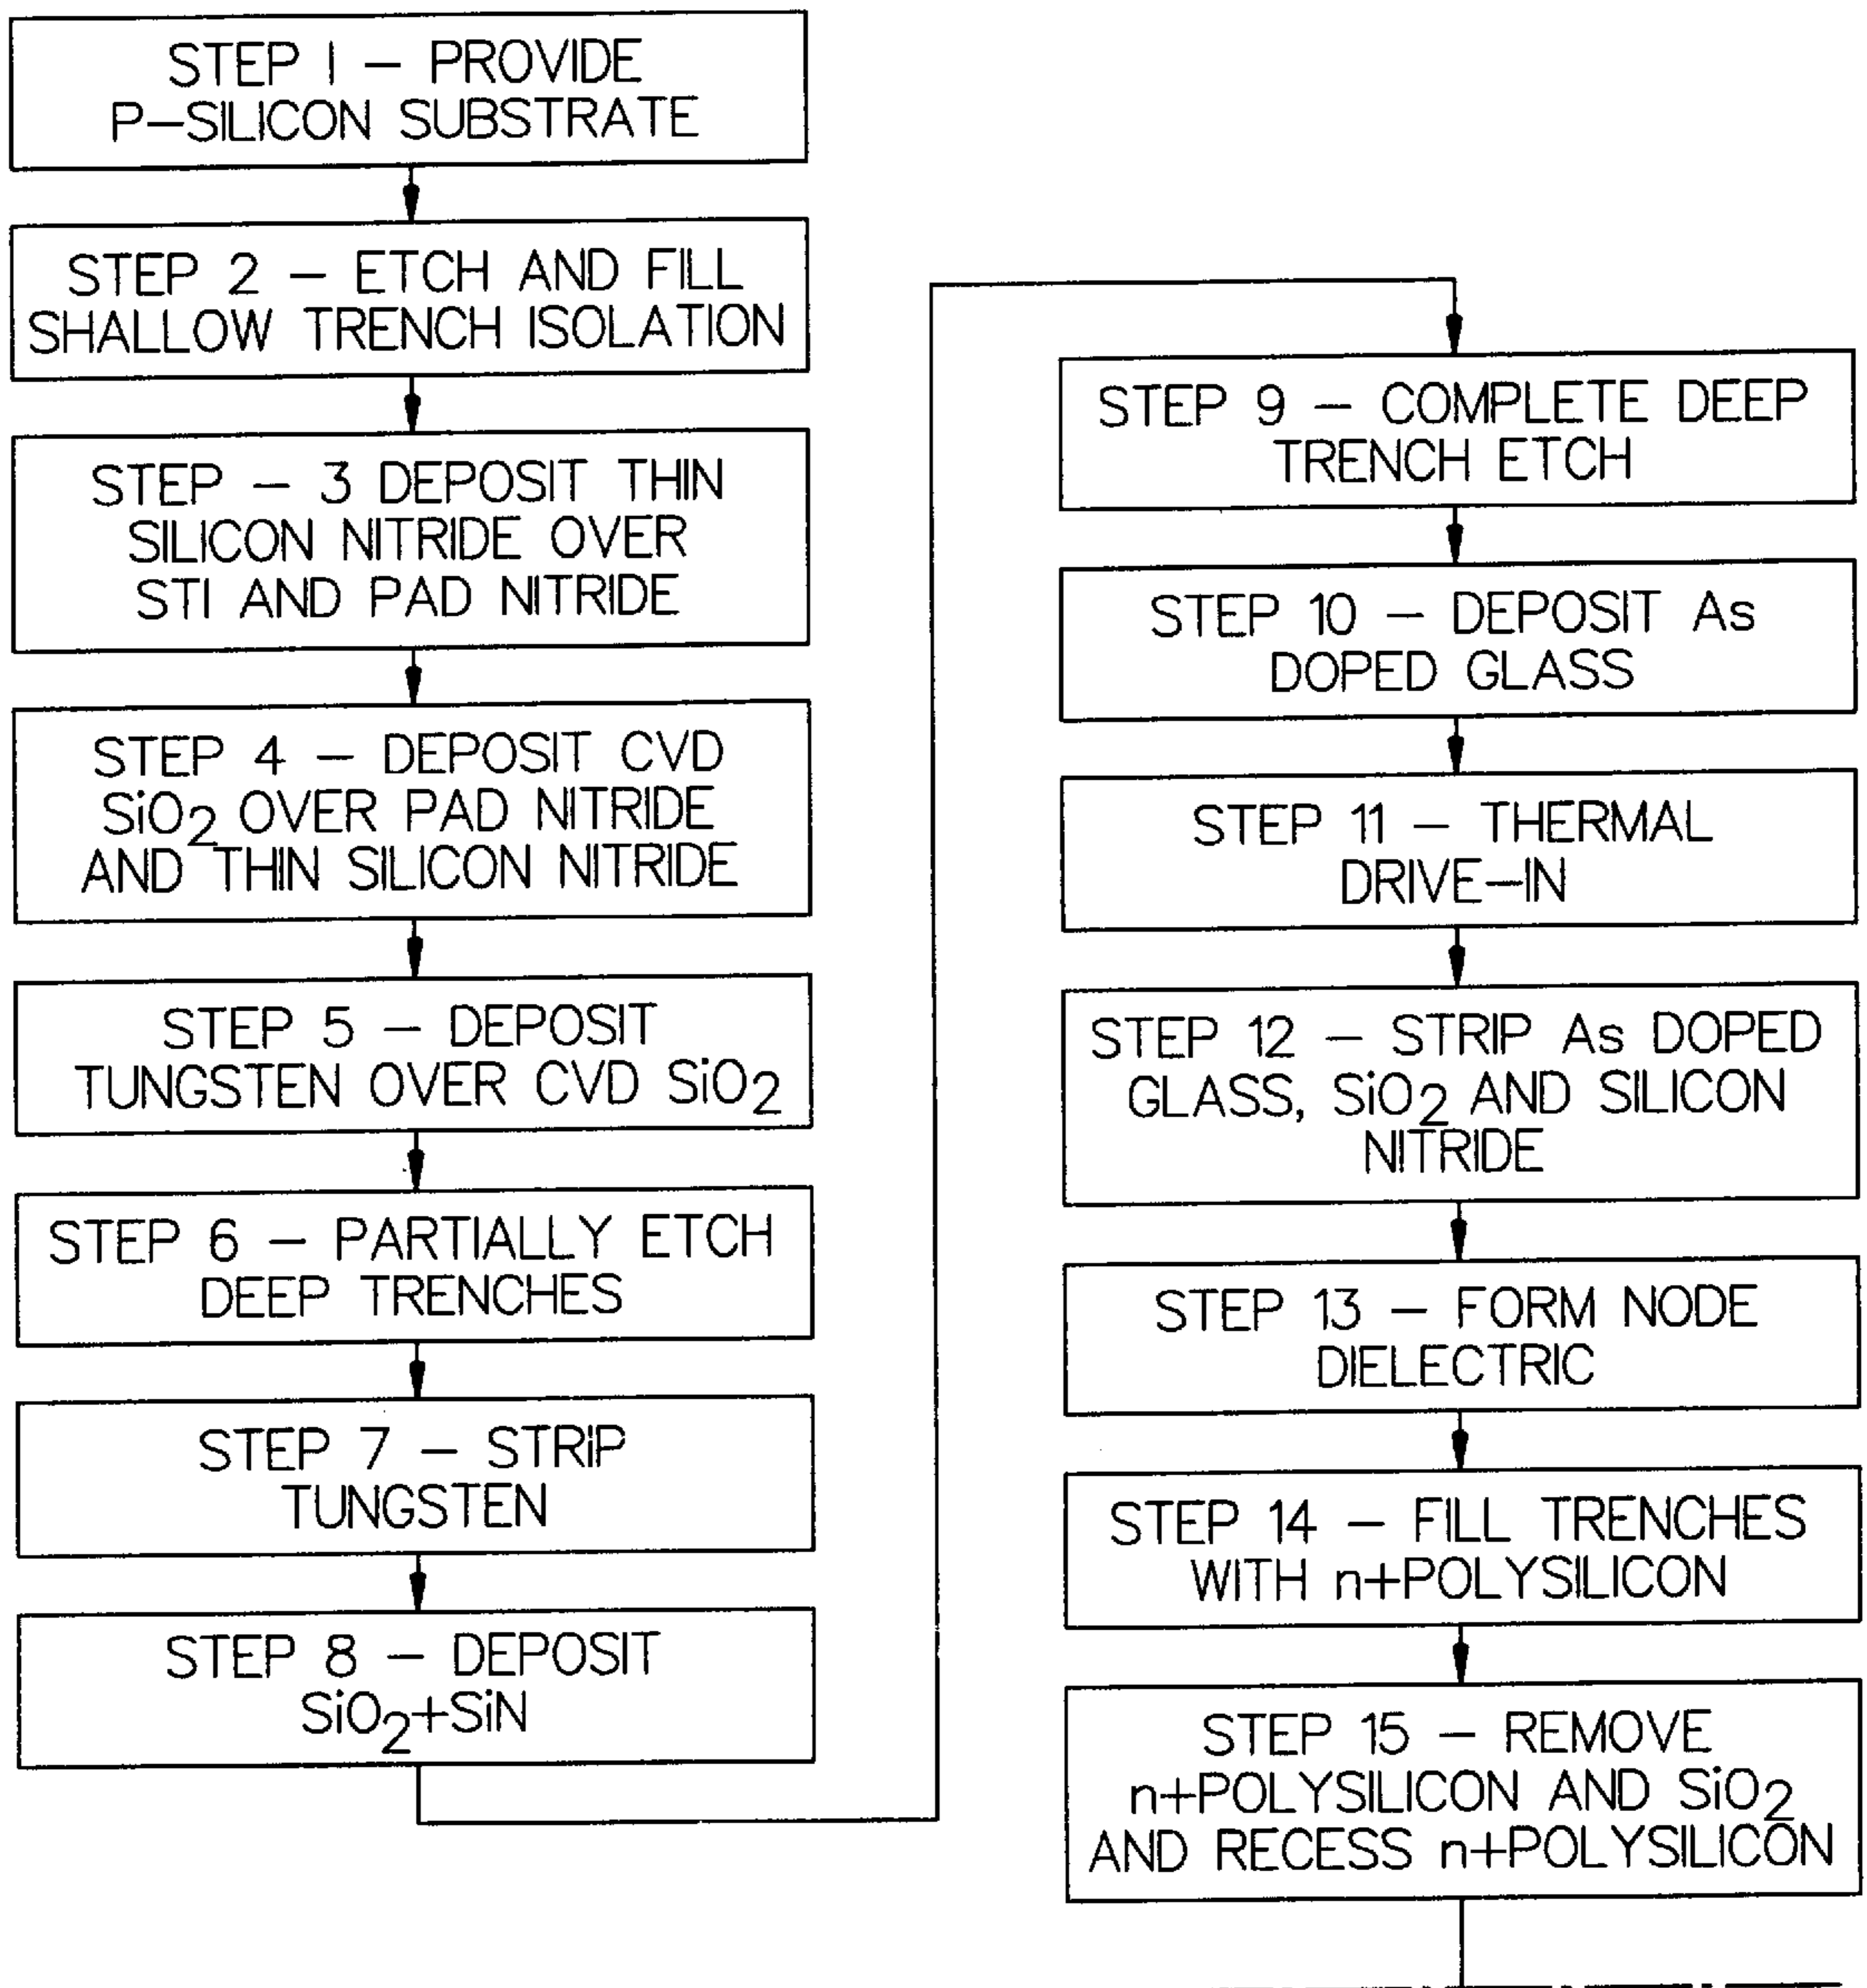 STEP 1 – PROVIDE
P–SILICON SUBSTRATE
STEP 2 – ETCH AND FILL
SHALLOW TRENCH ISOLATION
STEP – 3 DEPOSIT THIN
SILICON NITRIDE OVER
STI AND PAD NITRIDE
STEP 4 – DEPOSIT CVD
SiO2 OVER PAD NITRIDE
AND THIN SILICON NITRIDE
STEP 5 – DEPOSIT
TUNGSTEN OVER CVD SiO2
STEP 6 – PARTIALLY ETCH
DEEP TRENCHES
STEP 7 – STRiP
TUNGSTEN
STEP 8 – DEPOSIT
SiO2+SiN
STEP 9 – COMPLETE DEEP
TRENCH ETCH
STEP 10 – DEPOSIT As
DOPED GLASS
STEP 11 – THERMAL
DRIVE–IN
STEP 12 – STRIP As DOPED
GLASS, SiO2 AND SILICON
NITRIDE
STEP 13 – FORM NODE
DIELECTRIC
STEP 14 – FILL TRENCHES
WITH n+POLYSILICON
STEP 15 – REMOVE
n+POLYSILICON AND SiO2
AND RECESS n+POLYSILICON